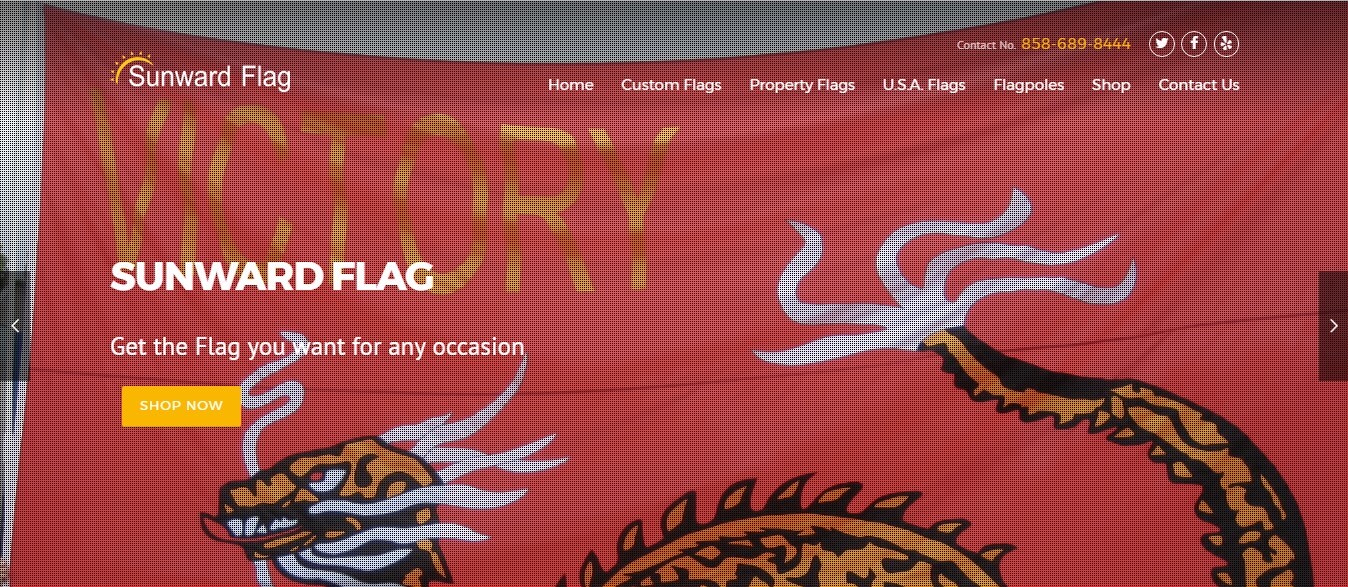 Contact No. 858-689-8444
Sunward Flag
Home Custom Flags Property Flags U.S.A. Flags Flagpoles Shop Contact Us
VICTORY
SUNWARD FLAG
Get the Flag you want for any occasion
SHOP NOW